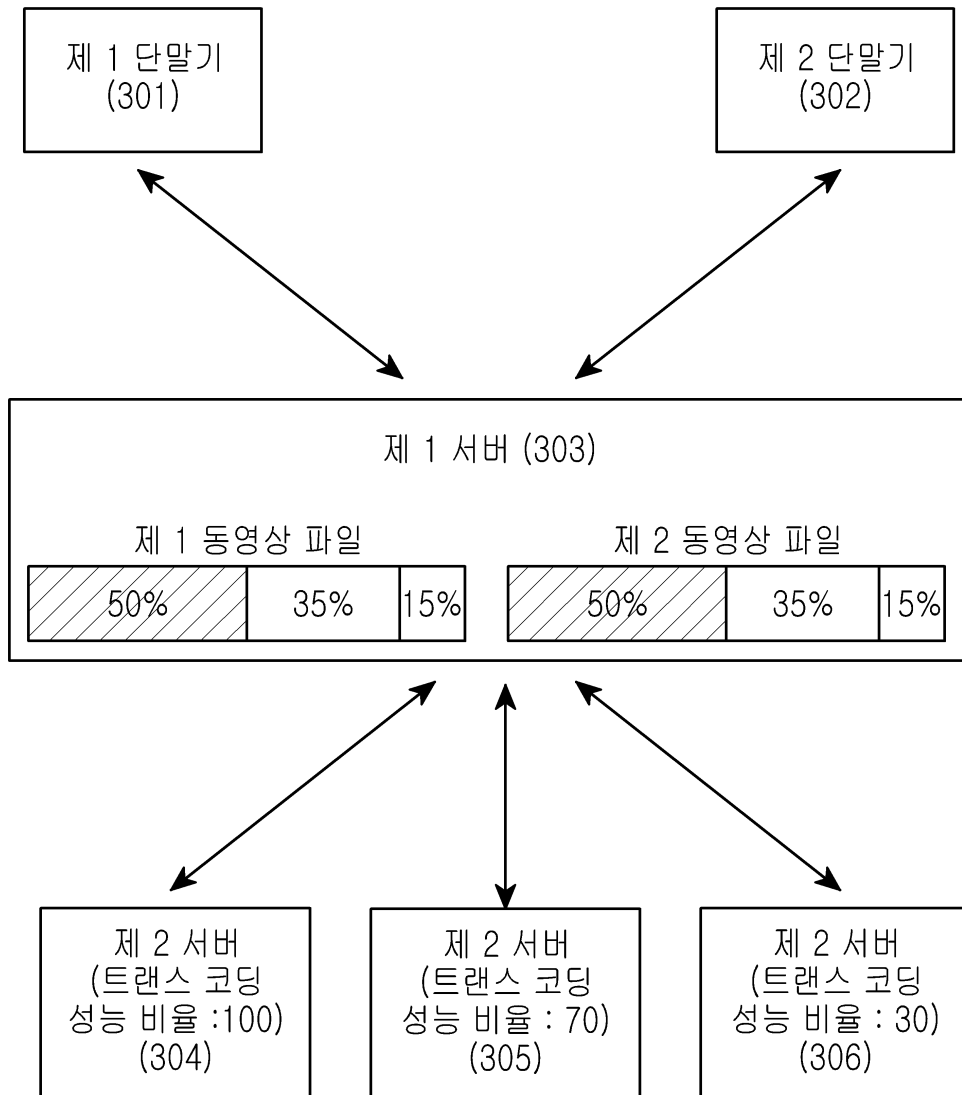 제 1 단말기
(301)
제 2 단말기
(302)
제 1 서버 (303)
제 1 동영상 파일
제 2 동영상 파일
50%
35%
15%
50%
35%
15%
제 2 서버
(트랜스 코딩
성능 비율 :100)
(304)
제 2 서버
(트랜스 코딩
성능 비율 : 70)
(305)
제 2 서버
(트랜스 코딩
성능 비율 : 30)
(306)